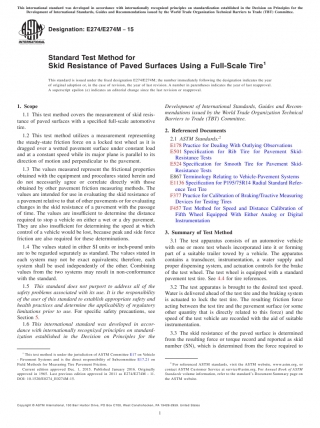 This international standard was developed in accordance with internationally recognized principles on standardization established in the Decision on Principles for the
Development of International Standards, Guides and Recommendations issued by the World Trade Organization Technical Barriers to Trade (TBT) Committee.
Designation: E274/E274M − 15
Standard Test Method for
Skid Resistance of Paved Surfaces Using a Full-Scale Tire¹
This standard is issued under the fixed designation E274/E274M; the number immediately following the designation indicates the year
of original adoption or, in the case of revision, the year of last revision. A number in parentheses indicates the year of last reapproval.
A superscript epsilon (ε) indicates an editorial change since the last revision or reapproval.
1. Scope
1.1 This test method covers the measurement of skid resis-
tance of paved surfaces with a specified full-scale automotive
tire.
1.2 This test method utilizes a measurement representing
the steady-state friction force on a locked test wheel as it is
dragged over a wetted pavement surface under constant load
and at a constant speed while its major plane is parallel to its
direction of motion and perpendicular to the pavement.
1.3 The values measured represent the frictional properties
obtained with the equipment and procedures stated herein and
do not necessarily agree or correlate directly with those
obtained by other pavement friction measuring methods. The
values are intended for use in evaluating the skid resistance of
a pavement relative to that of other pavements or for evaluating
changes in the skid resistance of a pavement with the passage
of time. The values are insufficient to determine the distance
required to stop a vehicle on either a wet or a dry pavement.
They are also insufficient for determining the speed at which
control of a vehicle would be lost, because peak and side force
friction are also required for these determinations.
1.4 The values stated in either SI units or inch-pound units
are to be regarded separately as standard. The values stated in
each system may not be exact equivalents; therefore, each
system shall be used independently of the other. Combining
values from the two systems may result in non-conformance
with the standard.
1.5 This standard does not purport to address all of the
safety problems associated with its use. It is the responsibility
of the user of this standard to establish appropriate safety and
health practices and determine the applicability of regulatory
limitations prior to use. For specific safety precautions, see
Section 5.
1.6 This international standard was developed in accor-
dance with internationally recognized principles on standard-
ization established in the Decision on Principles for the
¹ This test method is under the jurisdiction of ASTM Committee E17 on Vehicle
- Pavement Systems and is the direct responsibility of Subcommittee E17.21 on
Field Methods for Measuring Tire Pavement Friction.
Development of International Standards, Guides and Recom-
mendations issued by the World Trade Organization Technical
Barriers to Trade (TBT) Committee.
2. Referenced Documents
2.1 ASTM Standards:²
E178 Practice for Dealing With Outlying Observations
E501 Specification for Rib Tire for Pavement Skid-
Resistance Tests
E524 Specification for Smooth Tire for Pavement Skid-
Resistance Tests
E867 Terminology Relating to Vehicle-Pavement Systems
E1136 Specification for P195/75R14 Radial Standard Refer-
ence Test Tire
F377 Practice for Calibration of Braking/Tractive Measuring
Devices for Testing Tires
F457 Test Method for Speed and Distance Calibration of
Fifth Wheel Equipped With Either Analog or Digital
Instrumentation
3. Summary of Test Method
3.1 The test apparatus consists of an automotive vehicle
with one or more test wheels incorporated into it or forming
part of a suitable trailer towed by a vehicle. The apparatus
contains a transducer, instrumentation, a water supply and
proper dispensing system, and actuation controls for the brake
of the test wheel. The test wheel is equipped with a standard
pavement test tire. See 4.4 for tire references.
3.2 The test apparatus is brought to the desired test speed.
Water is delivered ahead of the test tire and the braking system
is actuated to lock the test tire. The resulting friction force
acting between the test tire and the pavement surface (or some
other quantity that is directly related to this force) and the
speed of the test vehicle are recorded with the aid of suitable
instrumentation.
3.3 The skid resistance of the paved surface is determined
from the resulting force or torque record and reported as skid
number (SN), which is determined from the force required to
² For referenced ASTM standards, visit the ASTM website, www.astm.org, or
contact ASTM Customer Service at service@astm.org. For Annual Book of ASTM
Standards volume information, refer to the standard's Document Summary page on
the ASTM website.
1